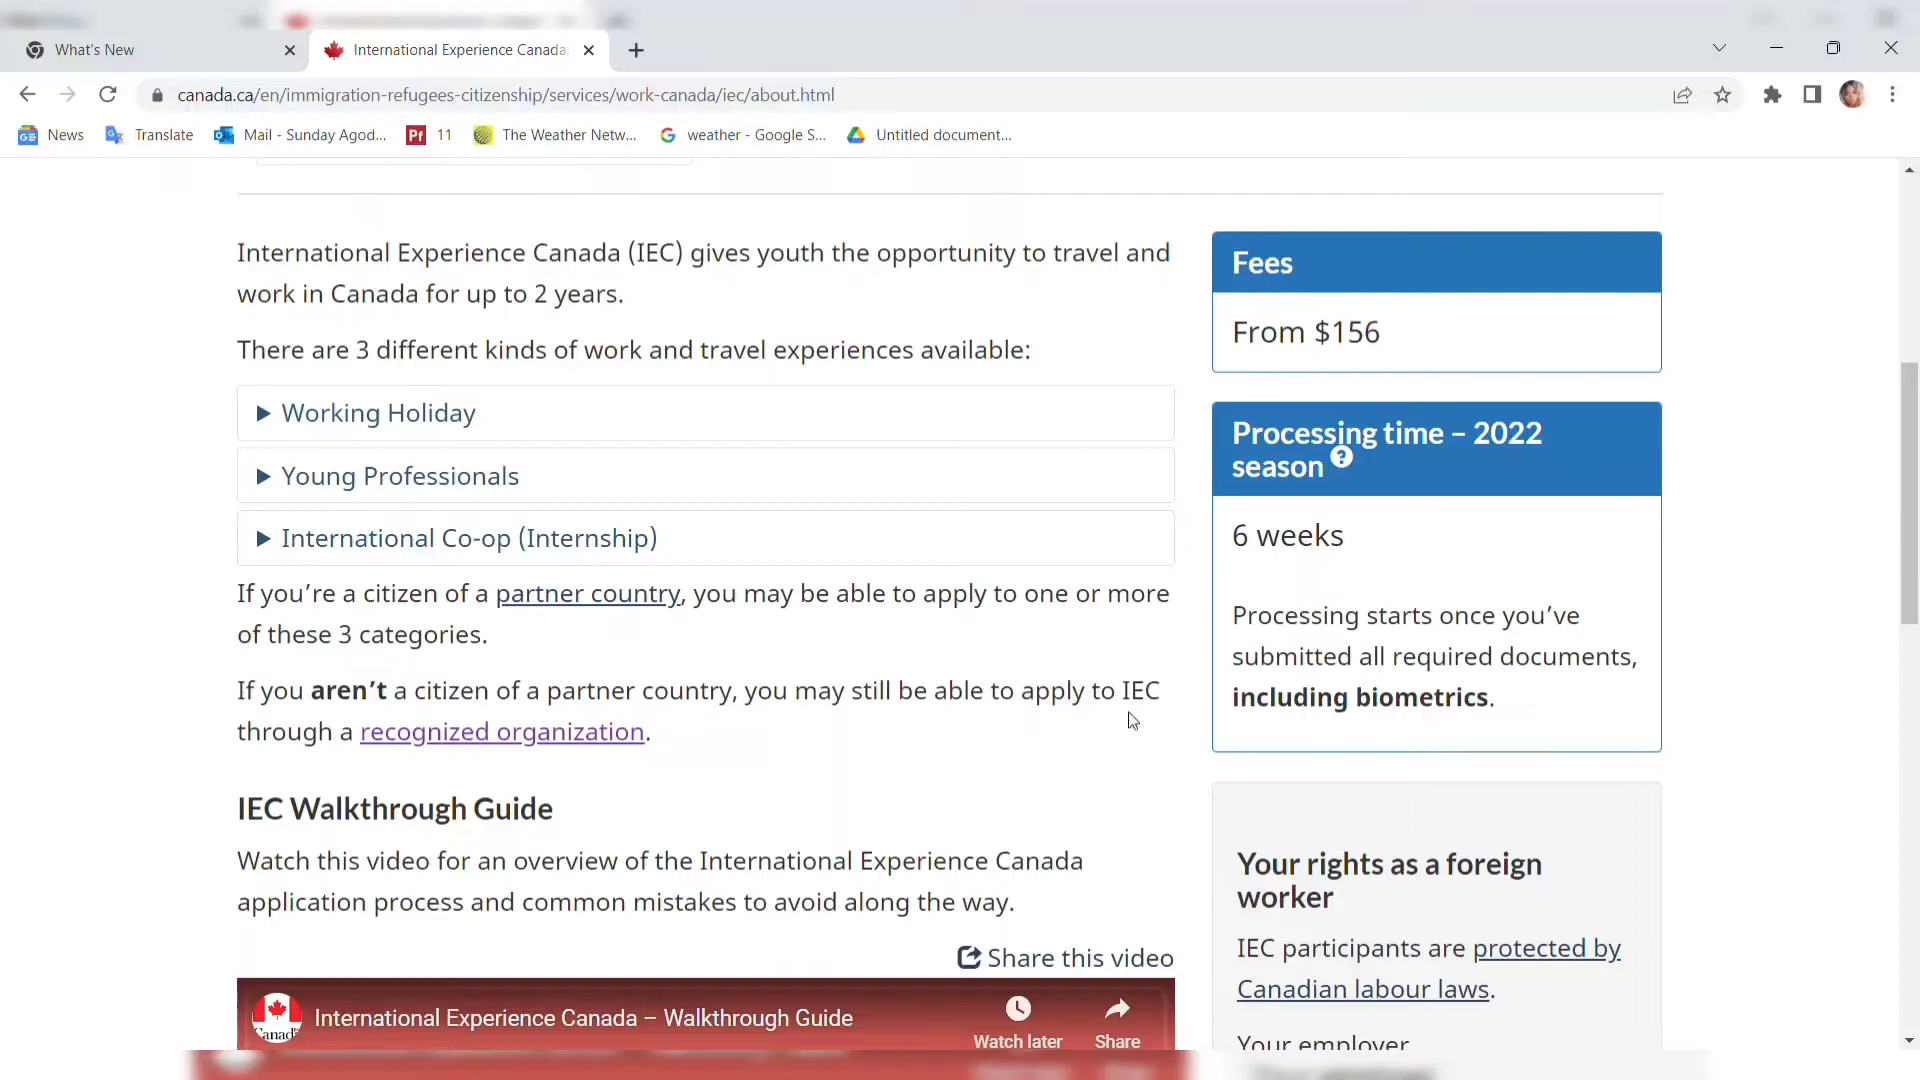 What's New
International Experience Canada:
canada.ca/en/immigration-refugees-citizenship/services/work-canada/iec/about.html
News
Translate
Mail - Sunday Agod...
11
The Weather Netw...
weather - Google S...
Untitled document...
International Experience Canada (IEC) gives youth the opportunity to travel and
work in Canada for up to 2 years.
There are 3 different kinds of work and travel experiences available:
Working Holiday
Young Professionals
International Co-op (Internship)
If you’re a citizen of a partner country, you may be able to apply to one or more
of these 3 categories.
If you aren’t a citizen of a partner country, you may still be able to apply to IEC
through a recognized organization.
IEC Walkthrough Guide
Watch this video for an overview of the International Experience Canada
application process and common mistakes to avoid along the way.
Share this video
Canada
International Experience Canada – Walkthrough Guide
Watch later
Share
Fees
From $156
Processing time – 2022
season ?
6 weeks
Processing starts once you’ve
submitted all required documents,
including biometrics.
Your rights as a foreign
worker
IEC participants are protected by
Canadian labour laws.
Your employer